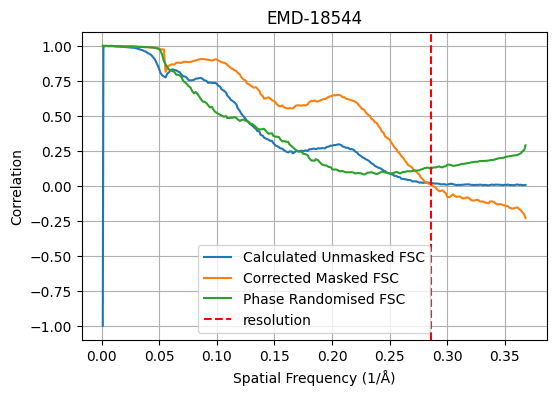 EMD-18544
1.00
0.75
0.50
0.25
0.00
−0.25
−0.50
−0.75
−1.00
Correlation
Calculated Unmasked FSC
Corrected Masked FSC
Phase Randomised FSC
resolution
0.00 0.05 0.10 0.15 0.20 0.25 0.30 0.35
Spatial Frequency (1/Å)